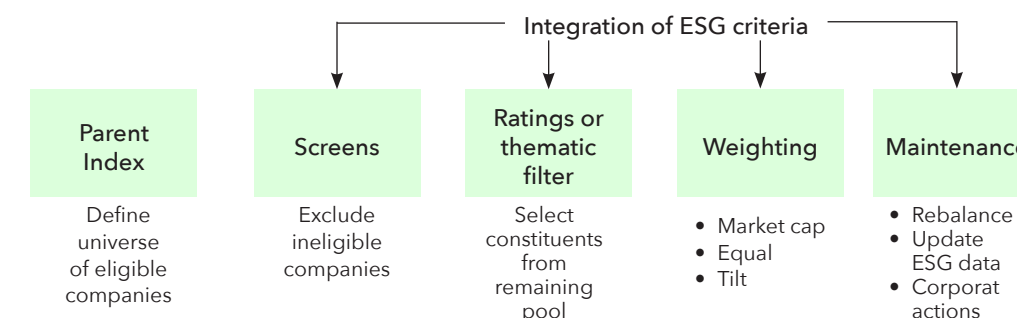 Integration of ESG criteria
Parent
Index
Screens
Ratings or
thematic
filter
Weighting
Maintenance
Define
universe
of eligible
companies
Exclude
ineligible
companies
Select
constituents
from
remaining
pool
• Market cap
• Equal
• Tilt
• Rebalance
• Update
ESG data
• Corporat
actions